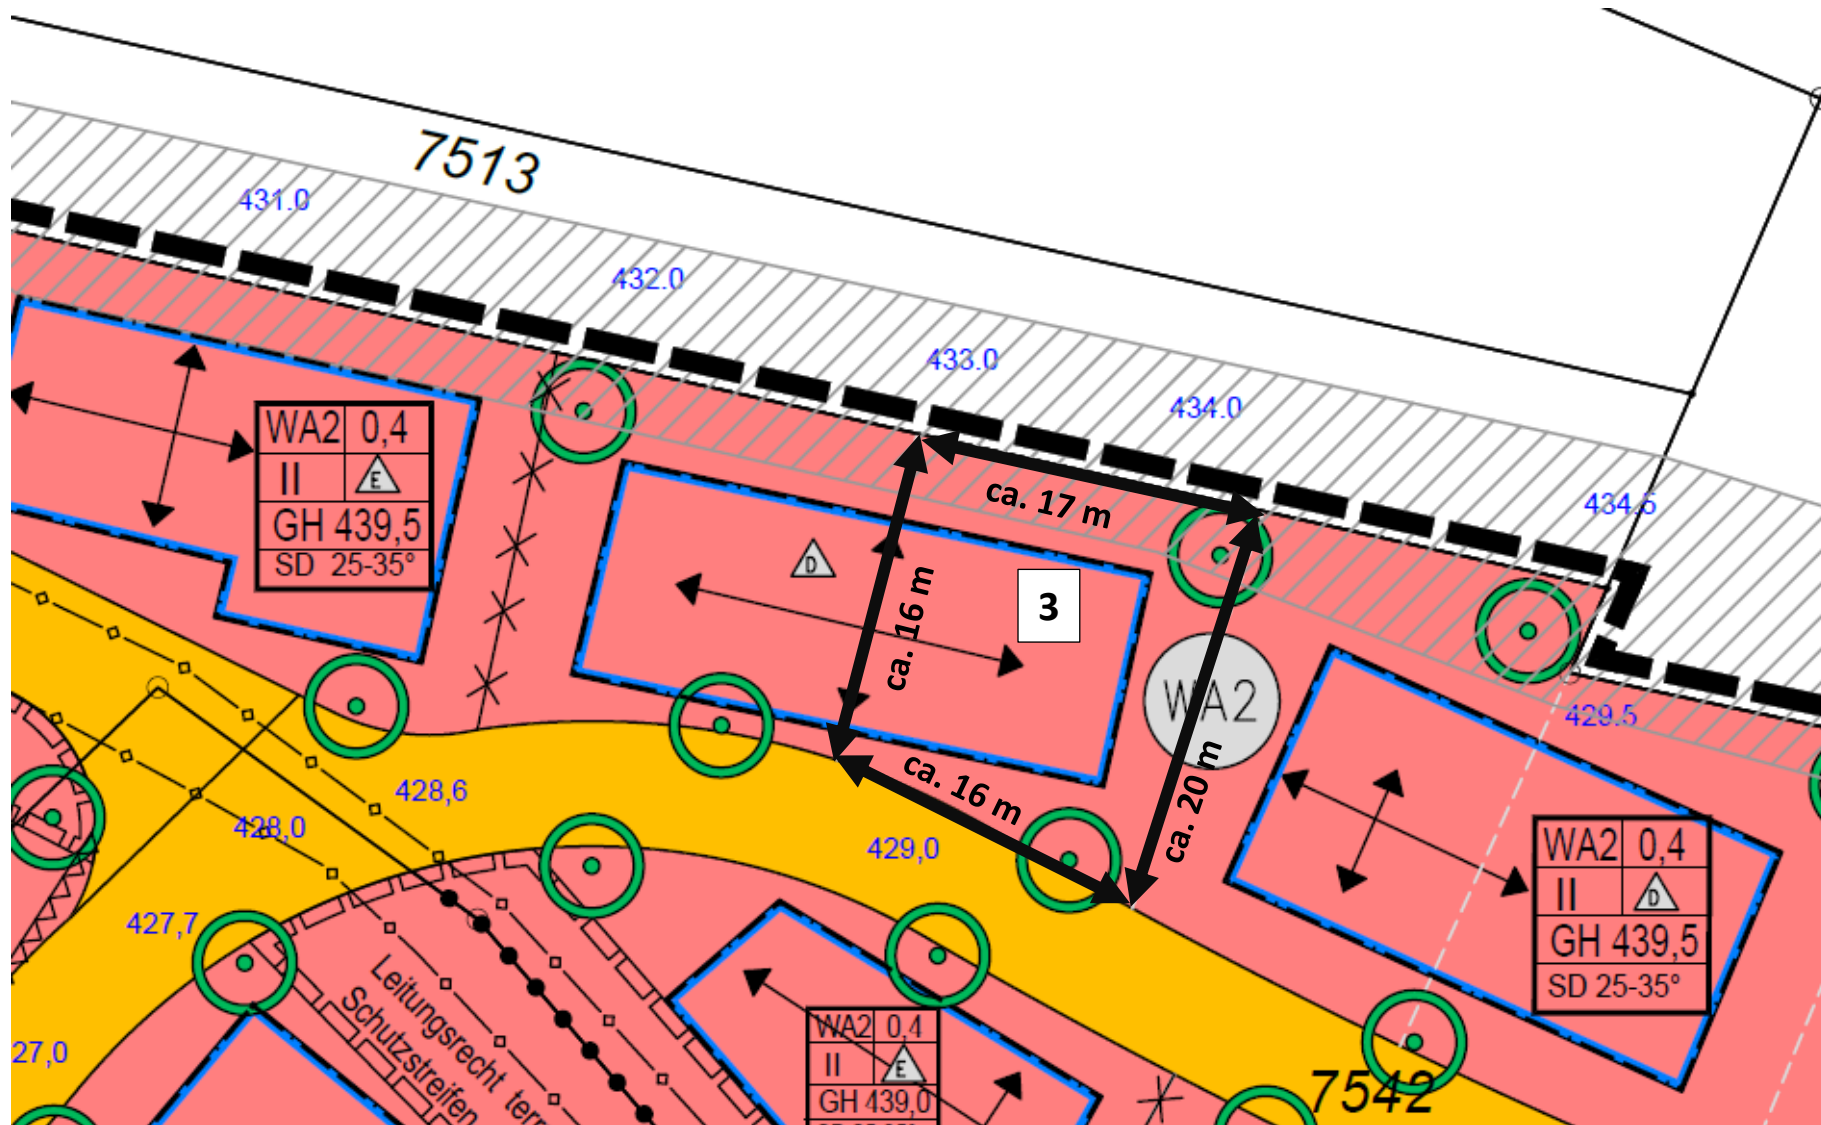 7513
431.0
432.0
433.0
434.0
434.5
WA2 0,4
II E
GH 439,5
SD 25-35°
ca. 17 m
D
ca. 16 m
3
WA2
ca. 20 m
ca. 16 m
429.5
428,6
428,0
429,0
427,7
27,0
WA2 0,4
II D
GH 439,5
SD 25-35°
Leitungsrecht
Schutzstreifen
WA2 0,4
II E
GH 439,0
7542